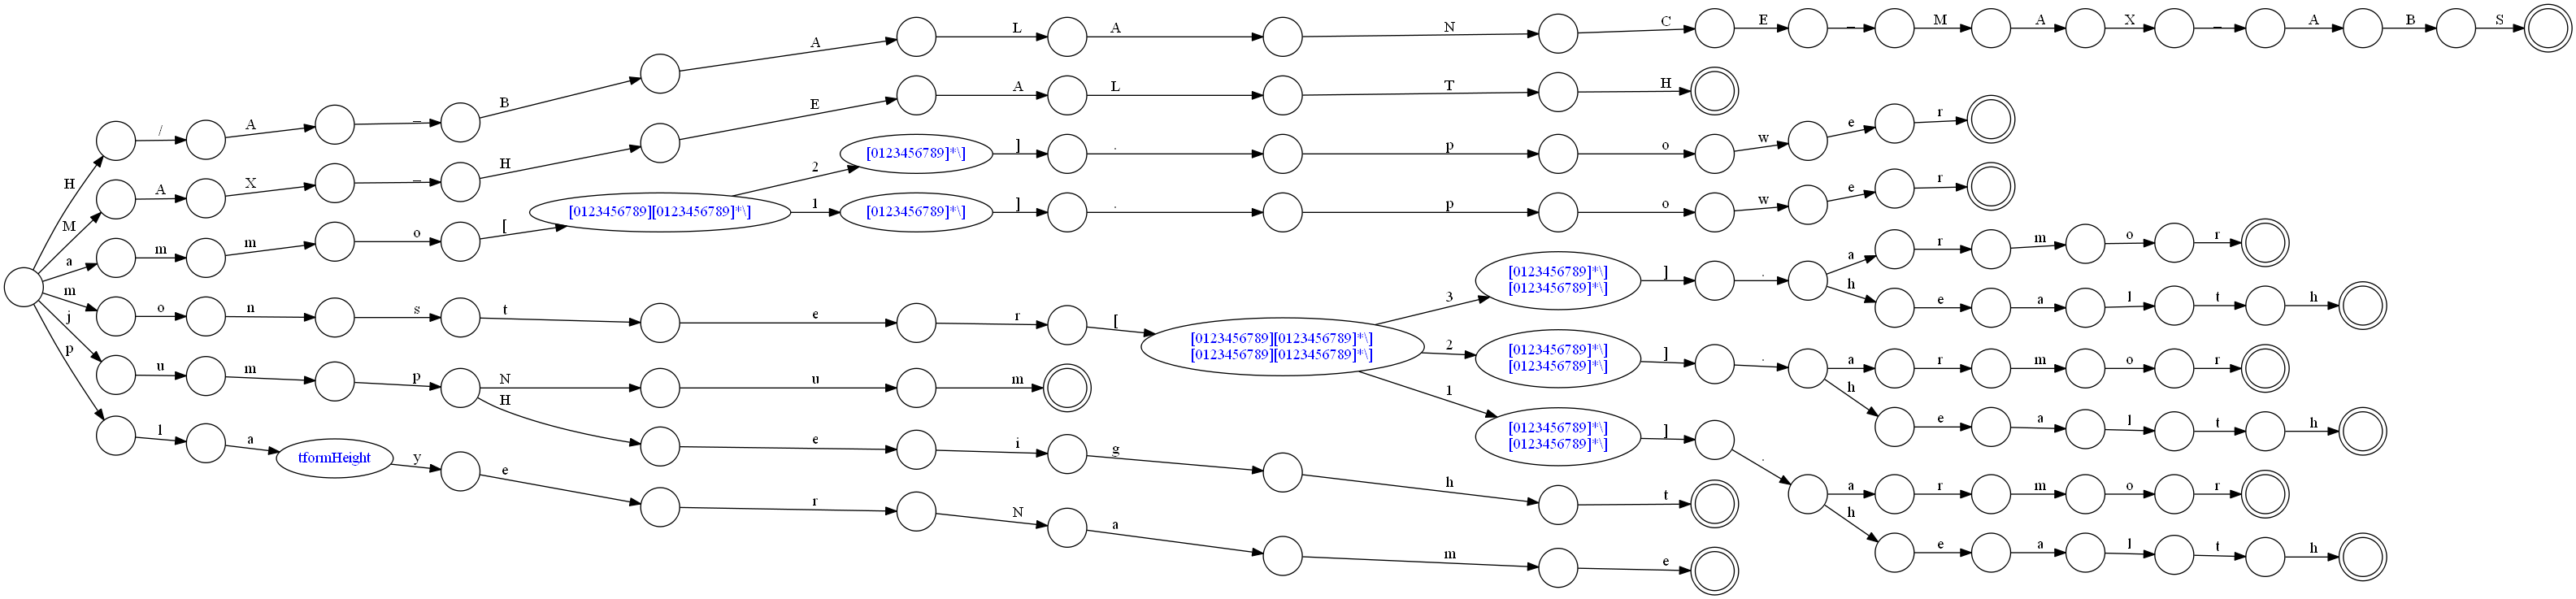 H / A _ B A L A N C E _ M A X _ A B S
M A X _ H E A L T H
a m m o [ [0123456789][0123456789]*\] 2 [0123456789]*\] ] . p o w e r
1 [0123456789]*\] ] . p o w e r
m o n s t e r [ [0123456789][0123456789]*\]
[0123456789][0123456789]*\]
3 [0123456789]*\]
[0123456789]*\]
] . a r m o r
h e a l t h
2 [0123456789]*\]
[0123456789]*\]
] . a r m o r
h e a l t h
1 [0123456789]*\]
[0123456789]*\]
] . a r m o r
h e a l t h
j u m p N u m
H e i g h t
p l a tformHeight y e r N a m e